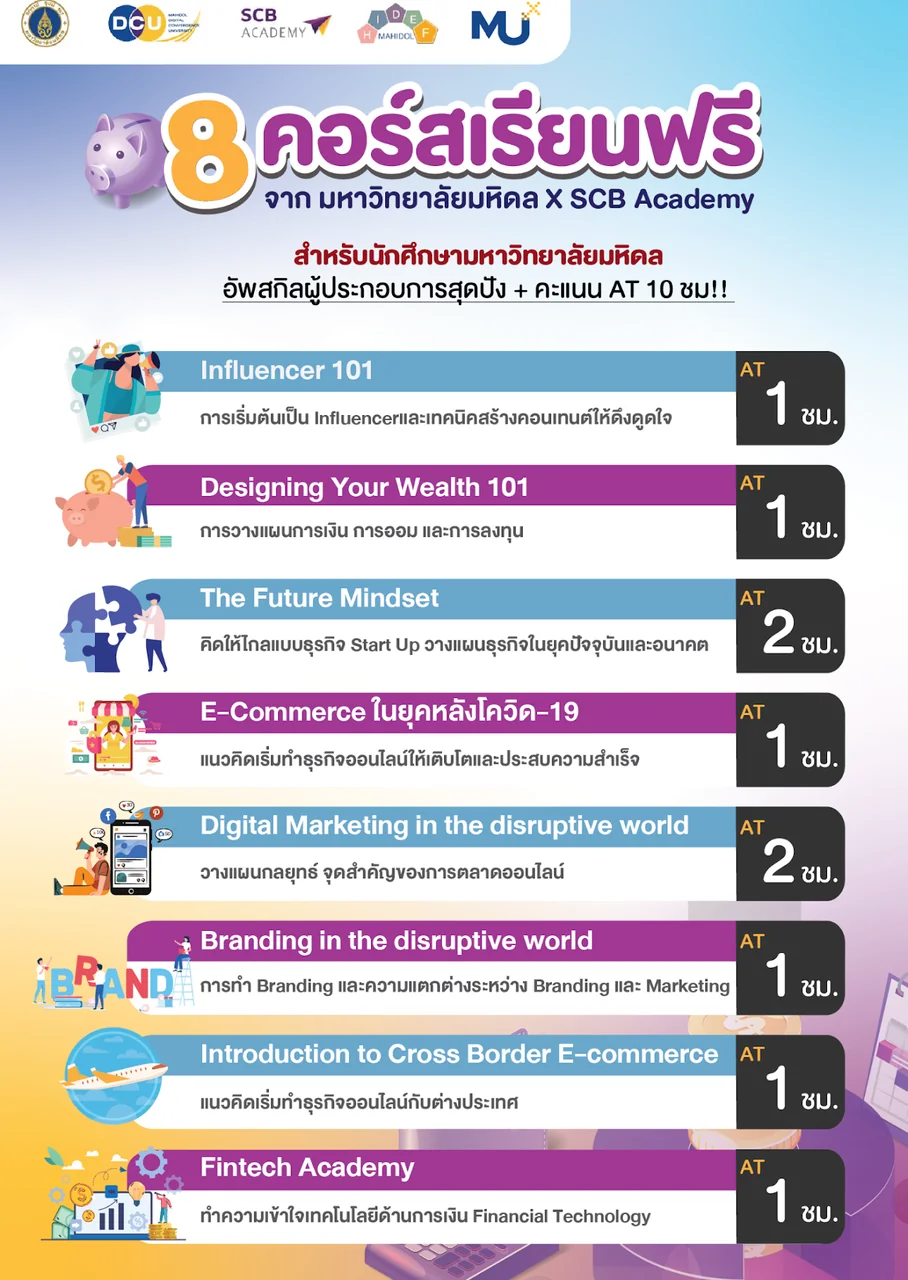 DCU MAHIDOL DIGITAL CONVERGENCE UNIVERSITY
SCB ACADEMY
HIDEF MAHIDOL
MU
8 คอร์สเรียนฟรี
จาก มหาวิทยาลัยมหิดล X SCB Academy
สำหรับนักศึกษามหาวิทยาลัยมหิดล
อัพสกิลผู้ประกอบการสุดปัง + คะแนน AT 10 ชม!!
Influencer 101
การเริ่มต้นเป็น Influencerและเทคนิคสร้างคอนเทนต์ให้ดึงดูดใจ
AT 1 ชม.
Designing Your Wealth 101
การวางแผนการเงิน การออม และการลงทุน
AT 1 ชม.
The Future Mindset
คิดให้ไกลแบบธุรกิจ Start Up วางแผนธุรกิจในยุคปัจจุบันและอนาคต
AT 2 ชม.
E-Commerce ในยุคหลังโควิด-19
แนวคิดเริ่มทำธุรกิจออนไลน์ให้เติบโตและประสบความสำเร็จ
AT 1 ชม.
Digital Marketing in the disruptive world
วางแผนกลยุทธ์ จุดสำคัญของการตลาดออนไลน์
AT 2 ชม.
BRAND
Branding in the disruptive world
การทำ Branding และความแตกต่างระหว่าง Branding และ Marketing
AT 1 ชม.
Introduction to Cross Border E-commerce
แนวคิดเริ่มทำธุรกิจออนไลน์กับต่างประเทศ
AT 1 ชม.
Fintech Academy
ทำความเข้าใจเทคโนโลยีด้านการเงิน Financial Technology
AT 1 ชม.